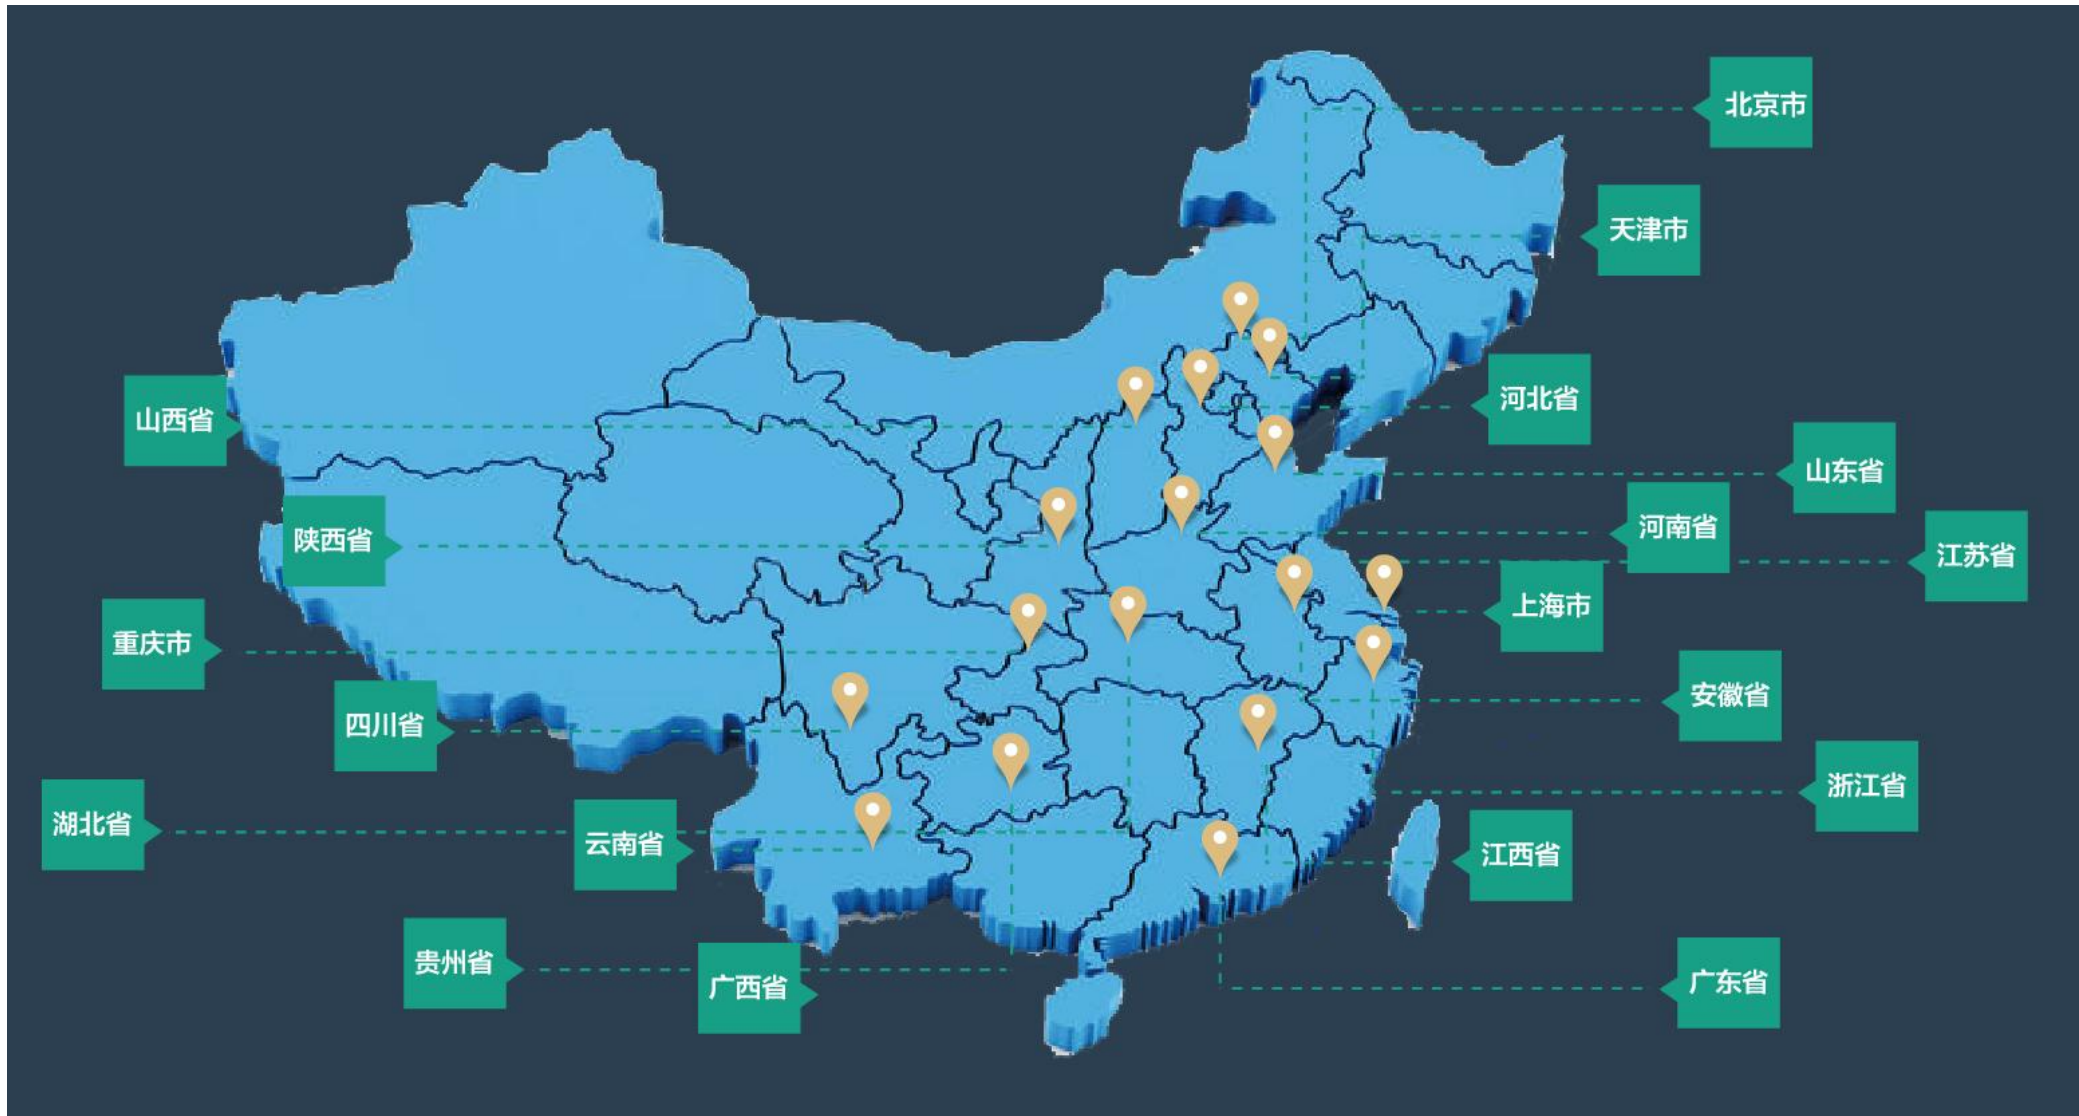 北京市
天津市
河北省
山西省
山东省
河南省
陕西省
江苏省
上海市
重庆市
安徽省
四川省
浙江省
湖北省
云南省
江西省
贵州省
广西省
广东省